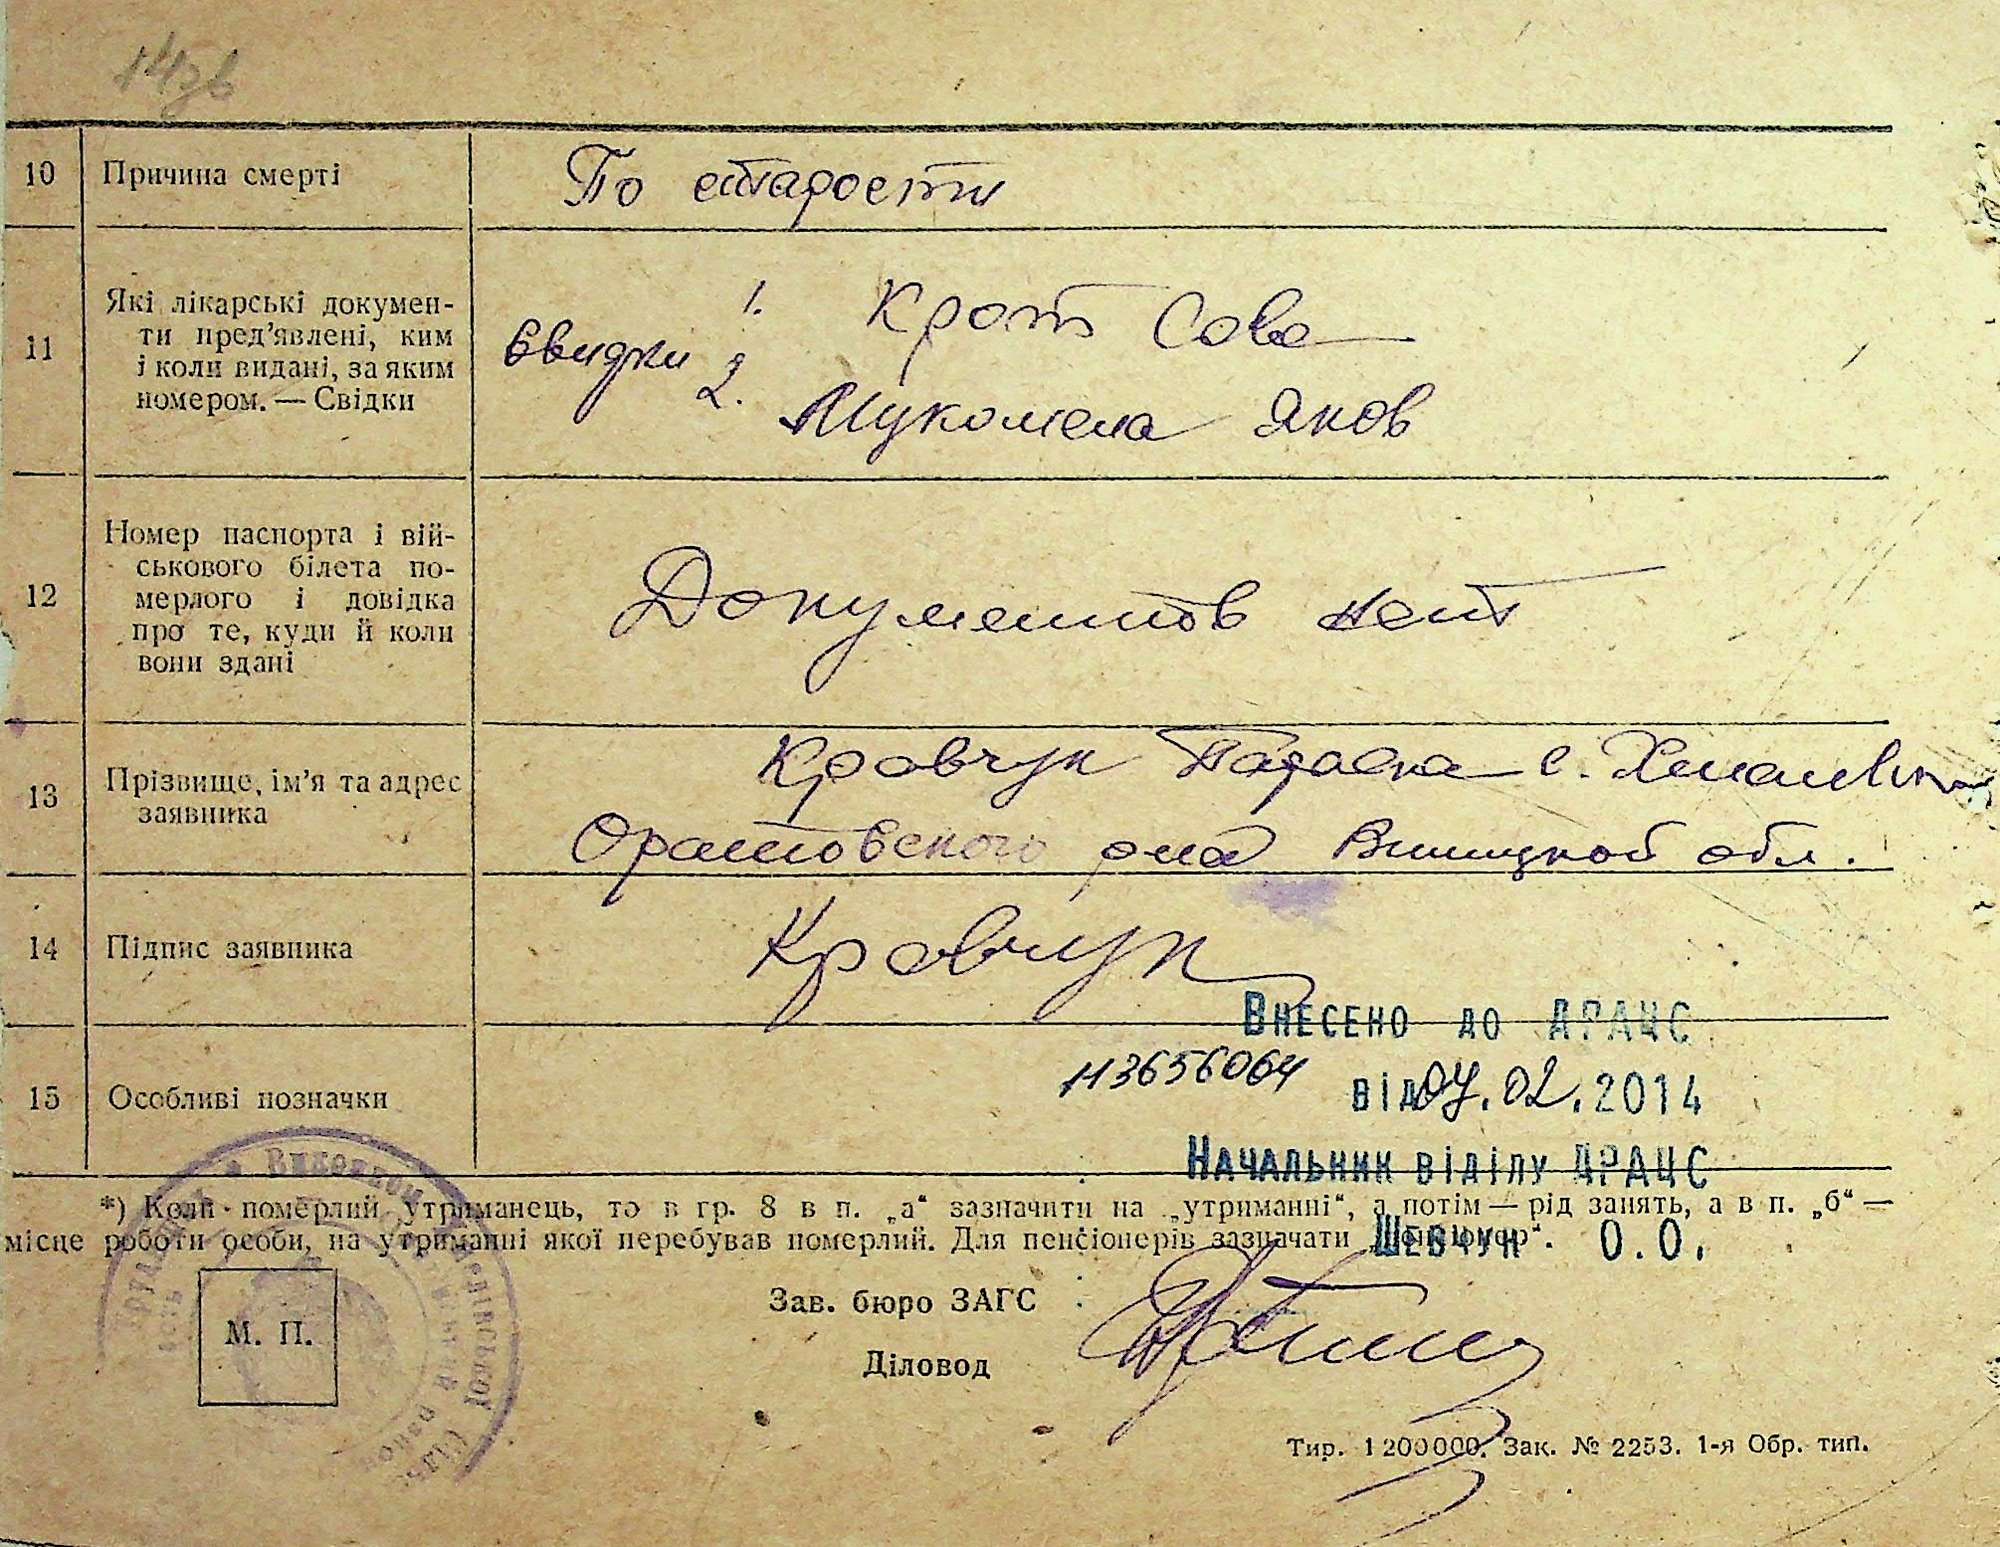 10 Причина смерті По старости
11 Які лікарські докумен-
ти пред'явлені, ким
і коли видані, за яким
номером. — Свідки
Свидки 1. Крот Сава
2. Мукомела Яков
12 Номер паспорта і вій-
ськового білета по-
мерлого і довідка
про те, куди й коли
вони здані
Документов нет
13 Прізвище, ім'я та адрес
заявника
Кравчук Параска с.
Оратовского рна Винницкой обл.
14 Підпис заявника Кравчук
Внесено до ДРАЦС
15 Особливі позначки 113656064 від 04.02.2014
Начальник відділу ДРАЦС
*) Коли померлий утриманець, то в гр. 8 в п. „а“ зазначити на „утриманні“, а потім — рід занять, а в п. „б“ —
місце роботи особи, на утриманні якої перебував померлий. Для пенсіонерів зазначати „пенсіонер“.
Шевчук О.О.
М. П.
Зав. бюро ЗАГС
Діловод
Тир. 1200000. Зак. № 2253. 1-я Обр. тип.